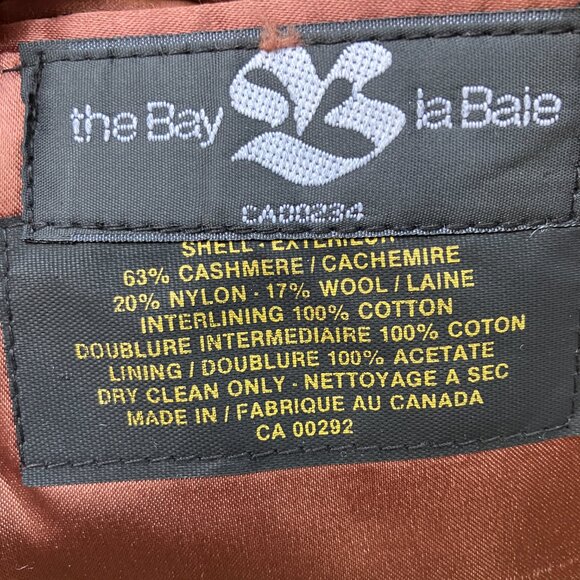 the Bay la Baie
CA00234
SHELL · EXTERIEUR
63% CASHMERE / CACHEMIRE
20% NYLON · 17% WOOL / LAINE
INTERLINING 100% COTTON
DOUBLURE INTERMEDIAIRE 100% COTON
LINING / DOUBLURE 100% ACETATE
DRY CLEAN ONLY · NETTOYAGE A SEC
MADE IN / FABRIQUE AU CANADA
CA 00292